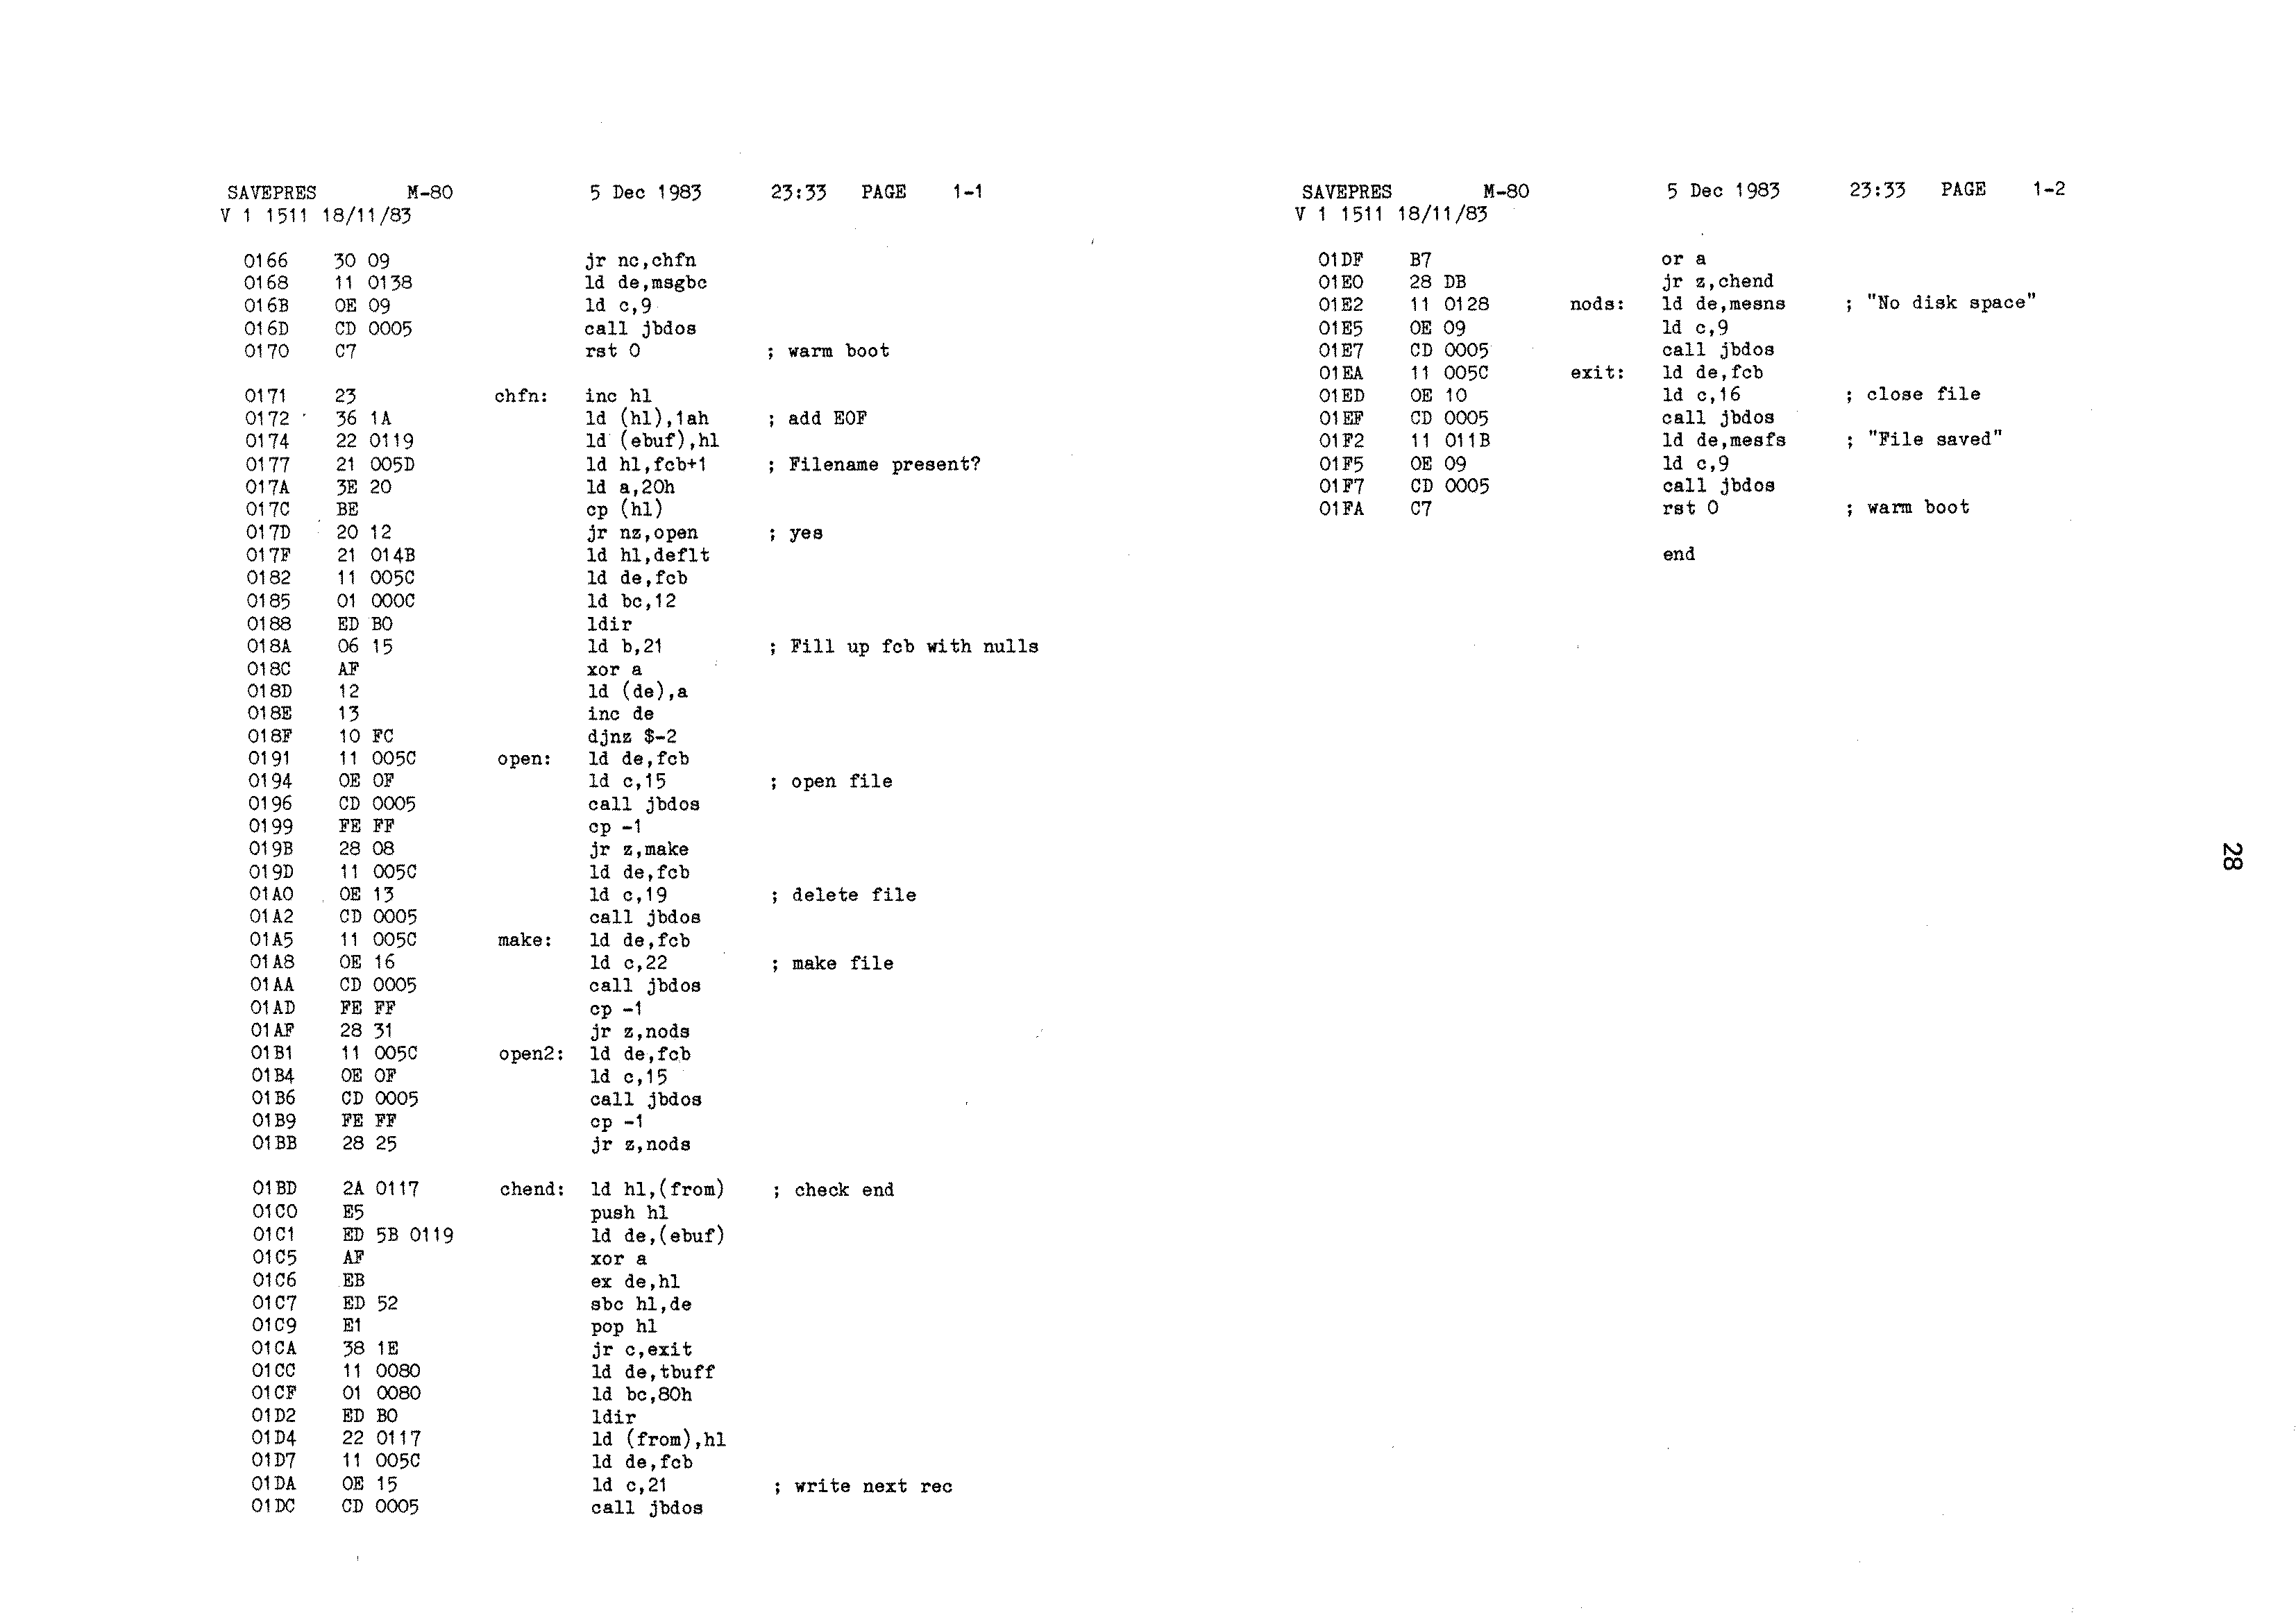 SAVEPRES M-80 5 Dec 1983 23:33 PAGE 1-1
V 1 1511 18/11/83
0166 30 09 jr nc,chfn
0168 11 0138 ld de,msgbc
016B 0E 09 ld c,9
016D CD 0005 call jbdos
0170 C7 rst 0 ; warm boot
0171 23 chfn: inc hl
0172 36 1A ld (hl),1ah ; add EOF
0174 22 0119 ld (ebuf),hl
0177 21 005D ld hl,fcb+1 ; Filename present?
017A 3E 20 ld a,20h
017C BE cp (hl)
017D 20 12 jr nz,open ; yes
017F 21 014B ld hl,deflt
0182 11 005C ld de,fcb
0185 01 000C ld bc,12
0188 ED B0 ldir
018A 06 15 ld b,21 ; Fill up fcb with nulls
018C AF xor a
018D 12 ld (de),a
018E 13 inc de
018F 10 FC djnz $-2
0191 11 005C open: ld de,fcb
0194 0E 0F ld c,15 ; open file
0196 CD 0005 call jbdos
0199 FE FF cp -1
019B 28 08 jr z,make
019D 11 005C ld de,fcb
01A0 0E 13 ld c,19 ; delete file
01A2 CD 0005 call jbdos
01A5 11 005C make: ld de,fcb
01A8 0E 16 ld c,22 ; make file
01AA CD 0005 call jbdos
01AD FE FF cp -1
01AF 28 31 jr z,nods
01B1 11 005C open2: ld de,fcb
01B4 0E 0F ld c,15
01B6 CD 0005 call jbdos
01B9 FE FF cp -1
01BB 28 25 jr z,nods
01BD 2A 0117 chend: ld hl,(from) ; check end
01C0 E5 push hl
01C1 ED 5B 0119 ld de,(ebuf)
01C5 AF xor a
01C6 EB ex de,hl
01C7 ED 52 sbc hl,de
01C9 E1 pop hl
01CA 38 1E jr c,exit
01CC 11 0080 ld de,tbuff
01CF 01 0080 ld bc,80h
01D2 ED B0 ldir
01D4 22 0117 ld (from),hl
01D7 11 005C ld de,fcb
01DA 0E 15 ld c,21 ; write next rec
01DC CD 0005 call jbdos
SAVEPRES M-80 5 Dec 1983 23:33 PAGE 1-2
V 1 1511 18/11/83
01DF B7 or a
01E0 28 DB jr z,chend
01E2 11 0128 nods: ld de,mesns ; "No disk space"
01E5 0E 09 ld c,9
01E7 CD 0005 call jbdos
01EA 11 005C exit: ld de,fcb
01ED 0E 10 ld c,16 ; close file
01EF CD 0005 call jbdos
01F2 11 011B ld de,mesfs ; "File saved"
01F5 0E 09 ld c,9
01F7 CD 0005 call jbdos
01FA C7 rst 0 ; warm boot
end
28